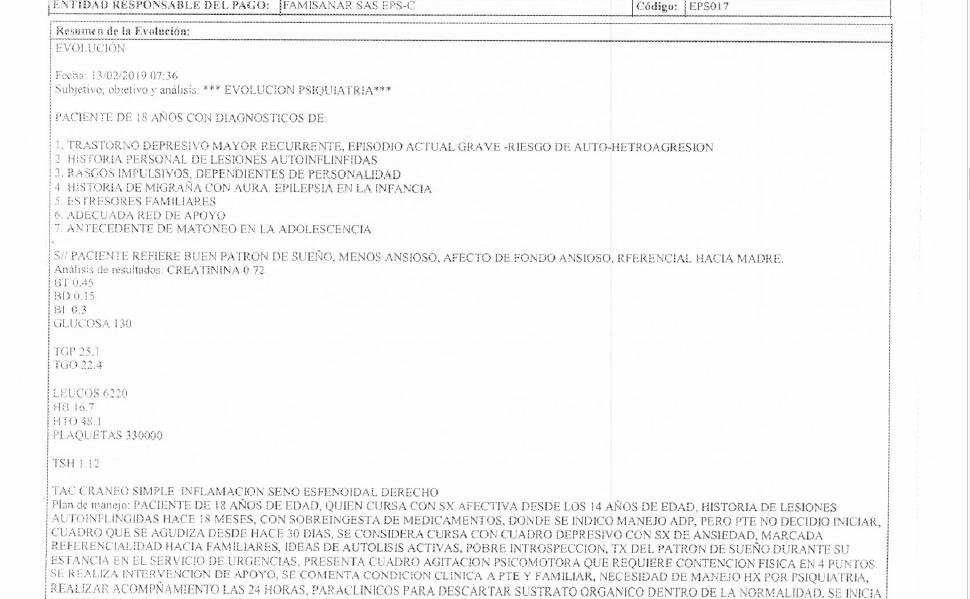 ENTIDAD RESPONSABLE DEL PAGO: FAMISANAR SAS EPS-C Código: EPS017
Resumen de la Evolución:
EVOLUCIÓN
Fecha: 13/02/2019 07:36
Subjetivo, objetivo y análisis: *** EVOLUCION PSIQUIATRIA***
PACIENTE DE 18 AÑOS CON DIAGNOSTICOS DE:
1. TRASTORNO DEPRESIVO MAYOR RECURRENTE, EPISODIO ACTUAL GRAVE -RIESGO DE AUTO-HETROAGRESION
2. HISTORIA PERSONAL DE LESIONES AUTOINFLINFIDAS
3. RASGOS IMPULSIVOS, DEPENDIENTES DE PERSONALIDAD
4. HISTORIA DE MIGRAÑA CON AURA. EPILEPSIA EN LA INFANCIA
5. ESTRESORES FAMILIARES
6. ADECUADA RED DE APOYO
7. ANTECEDENTE DE MATONEO EN LA ADOLESCENCIA
S// PACIENTE REFIERE BUEN PATRON DE SUEÑO, MENOS ANSIOSO, AFECTO DE FONDO ANSIOSO, RFERENCIAL HACIA MADRE.
Análisis de resultados: CREATININA 0.72
BT 0.45
BD 0.15
BI 0.3
GLUCOSA 130
TGP 25.1
TGO 22.4
LEUCOS 6220
HB 16.7
HTO 48.1
PLAQUETAS 330000
TSH 1.12
TAC CRANEO SIMPLE INFLAMACION SENO ESFENOIDAL DERECHO
Plan de manejo: PACIENTE DE 18 AÑOS DE EDAD, QUIEN CURSA CON SX AFECTIVA DESDE LOS 14 AÑOS DE EDAD, HISTORIA DE LESIONES
AUTOINFLINGIDAS HACE 18 MESES, CON SOBREINGESTA DE MEDICAMENTOS, DONDE SE INDICO MANEJO ADP, PERO PTE NO DECIDIO INICIAR,
CUADRO QUE SE AGUDIZA DESDE HACE 30 DIAS, SE CONSIDERA CURSA CON CUADRO DEPRESIVO CON SX DE ANSIEDAD, MARCADA
REFERENCIALIDAD HACIA FAMILIARES, IDEAS DE AUTOLISIS ACTIVAS, POBRE INTROSPECCION, TX DEL PATRON DE SUEÑO DURANTE SU
ESTANCIA EN EL SERVICIO DE URGENCIAS, PRESENTA CUADRO AGITACION PSICOMOTORA QUE REQUIERE CONTENCION FISICA EN 4 PUNTOS.
SE REALIZA INTERVENCION DE APOYO, SE COMENTA CONDICION CLINICA A PTE Y FAMILIAR, NECESIDAD DE MANEJO HX POR PSIQUIATRIA,
REALIZAR ACOMPÑAMIENTO LAS 24 HORAS, PARACLINICOS PARA DESCARTAR SUSTRATO ORGANICO DENTRO DE LA NORMALIDAD. SE INICIA